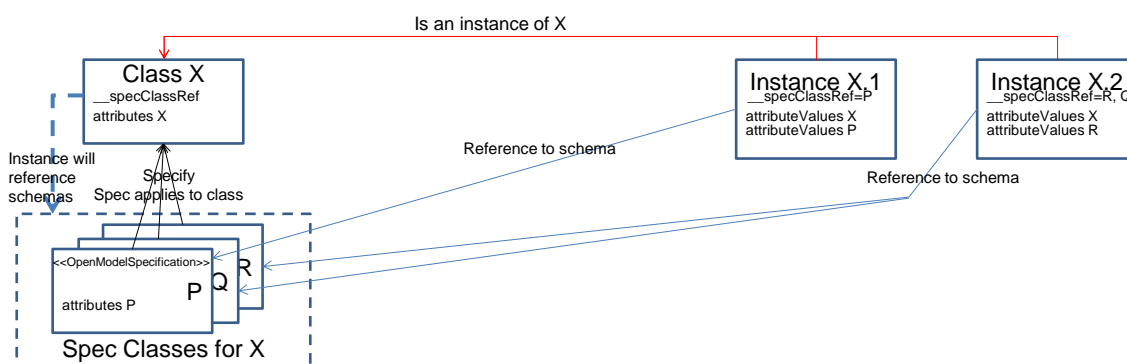 Is an instance of X
Class X
__specClassRef
attributes X
Instance X,1
__specClassRef=P
attributeValues X
attributeValues P
Instance X,2
__specClassRef=R, Q
attributeValues X
attributeValues R
Instance will
reference
schemas
Specify
Spec applies to class
Reference to schema
Reference to schema
<<OpenModelSpecification>>
P
attributes P
Q
R
Spec Classes for X